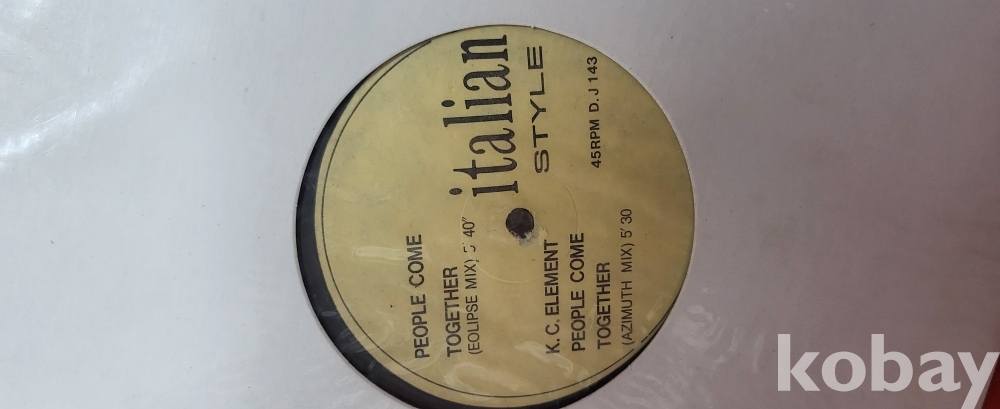 italian
STYLE
45RPM D.J 143
PEOPLE COME
TOGETHER
(EOLIPSE MIX) 5' 40"
K.C. ELEMENT
PEOPLE COME
TOGETHER
(AZIMUTH MIX) 5' 30
kobay